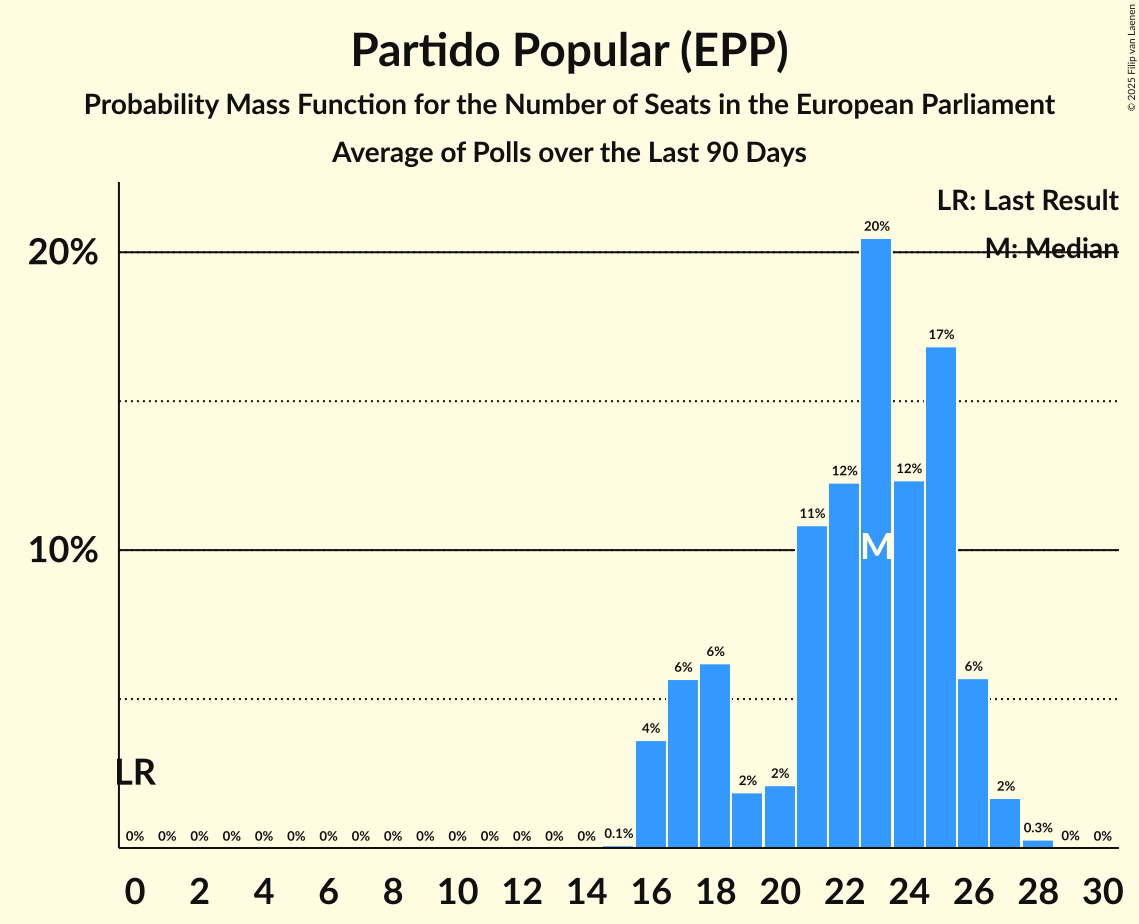 Partido Popular (EPP)
Probability Mass Function for the Number of Seats in the European Parliament
Average of Polls over the Last 90 Days
© 2025 Filip van Laenen
LR: Last Result
M: Median
20%
10%
20%
17%
12%
12%
11%
M
6%
6%
6%
4%
2%
2%
2%
LR
0% 0% 0% 0% 0% 0% 0% 0% 0% 0% 0% 0% 0% 0% 0% 0.1% 0.3% 0% 0%
0 2 4 6 8 10 12 14 16 18 20 22 24 26 28 30